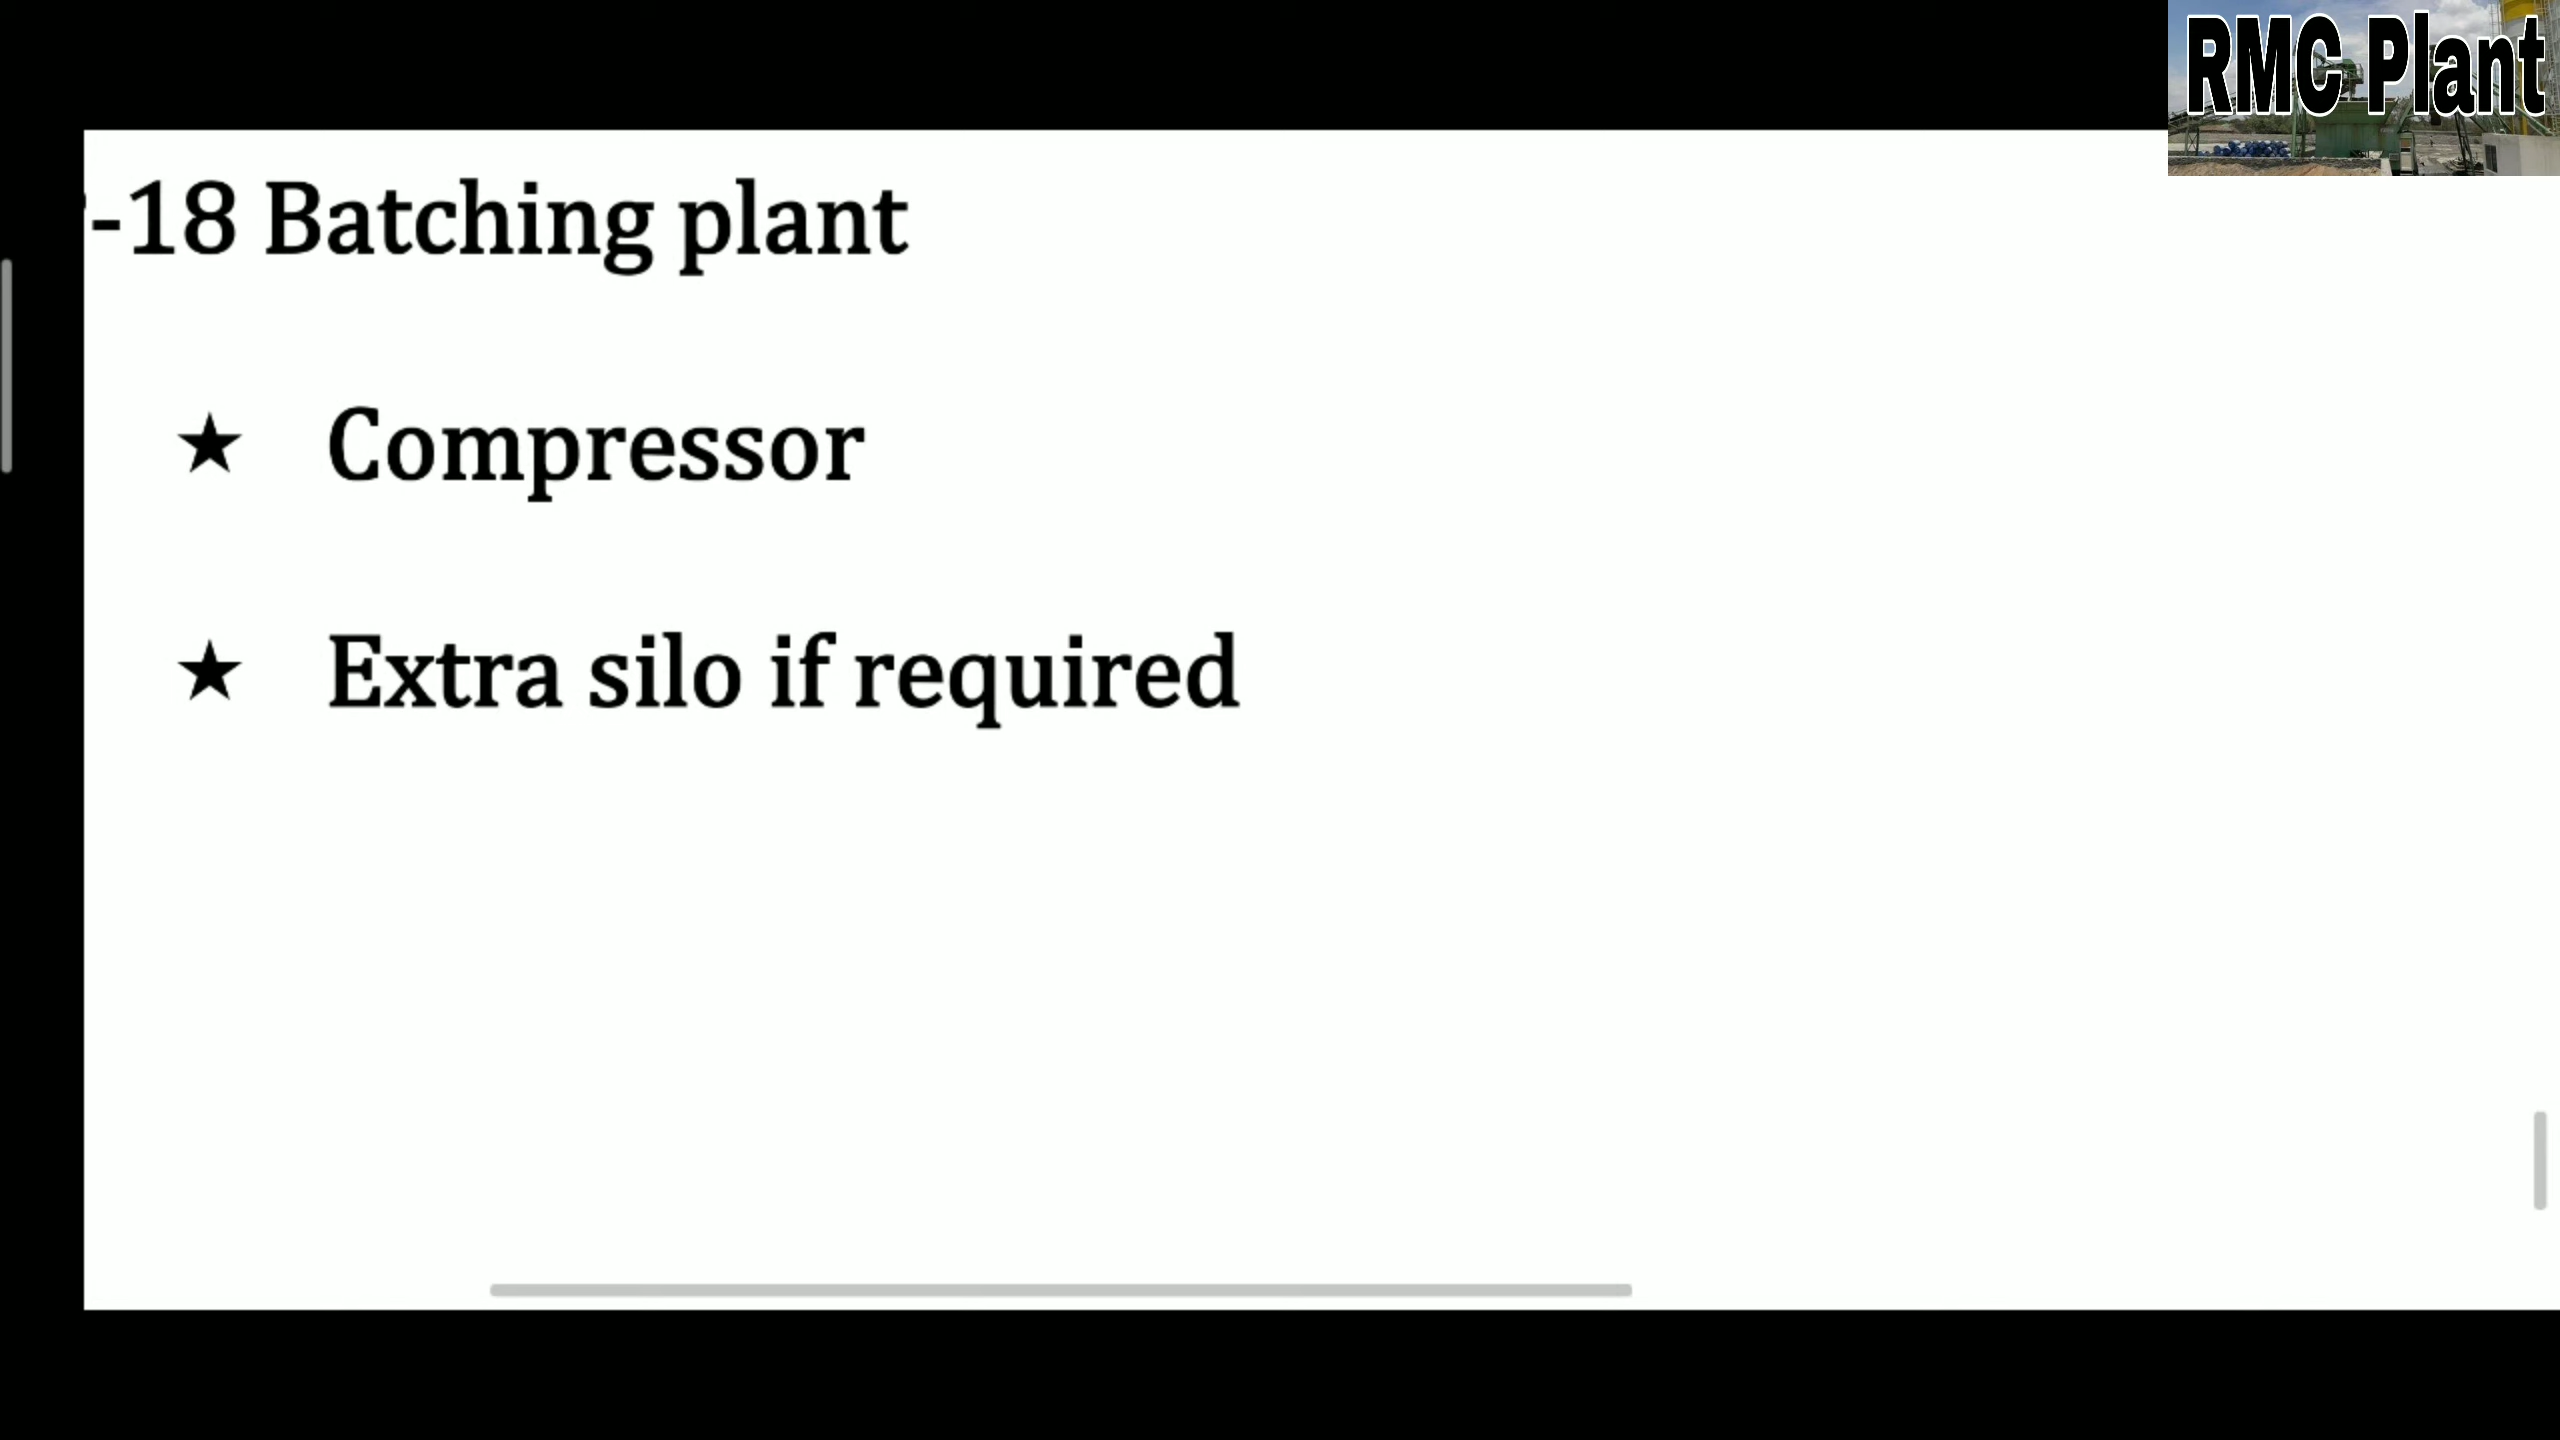 RMC Plant
-18 Batching plant
★ Compressor
★ Extra silo if required